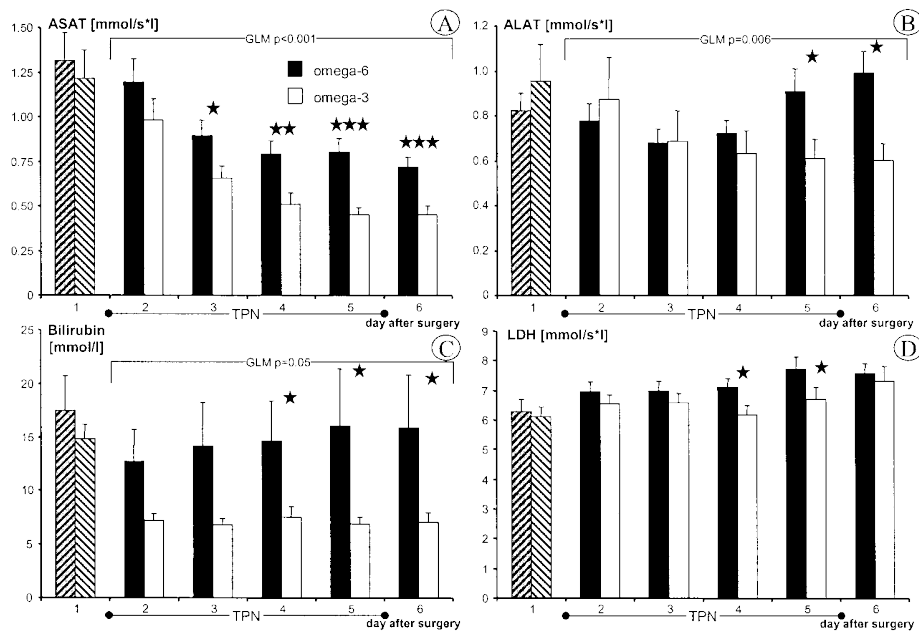 ASAT [mmol/s*l]
A
GLM p<0.001
omega-6
omega-3
★
★★
★★★
★★★
1.50
1.25
1.00
0.75
0.50
0.25
0
1 2 3 4 5 6
TPN
day after surgery
ALAT [mmol/s*l]
B
GLM p=0.006
★
★
1.2
1.0
0.8
0.6
0.4
0.2
0
1 2 3 4 5 6
TPN
day after surgery
Bilirubin
[mmol/l]
C
GLM p=0.05
★
★
★
25
20
15
10
5
0
1 2 3 4 5 6
TPN
day after surgery
LDH [mmol/s*l]
D
★
★
9
8
7
6
5
4
3
2
1
0
1 2 3 4 5 6
TPN
day after surgery